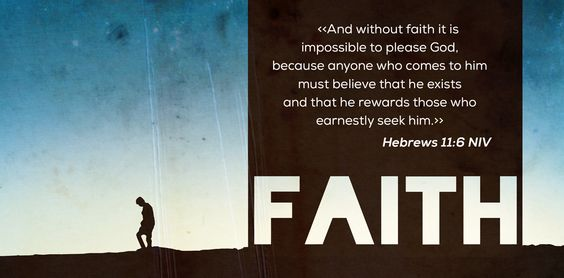 <<And without faith it is
impossible to please God,
because anyone who comes to him
must believe that he exists
and that he rewards those who
earnestly seek him.>>
Hebrews 11:6 NIV
FAITH